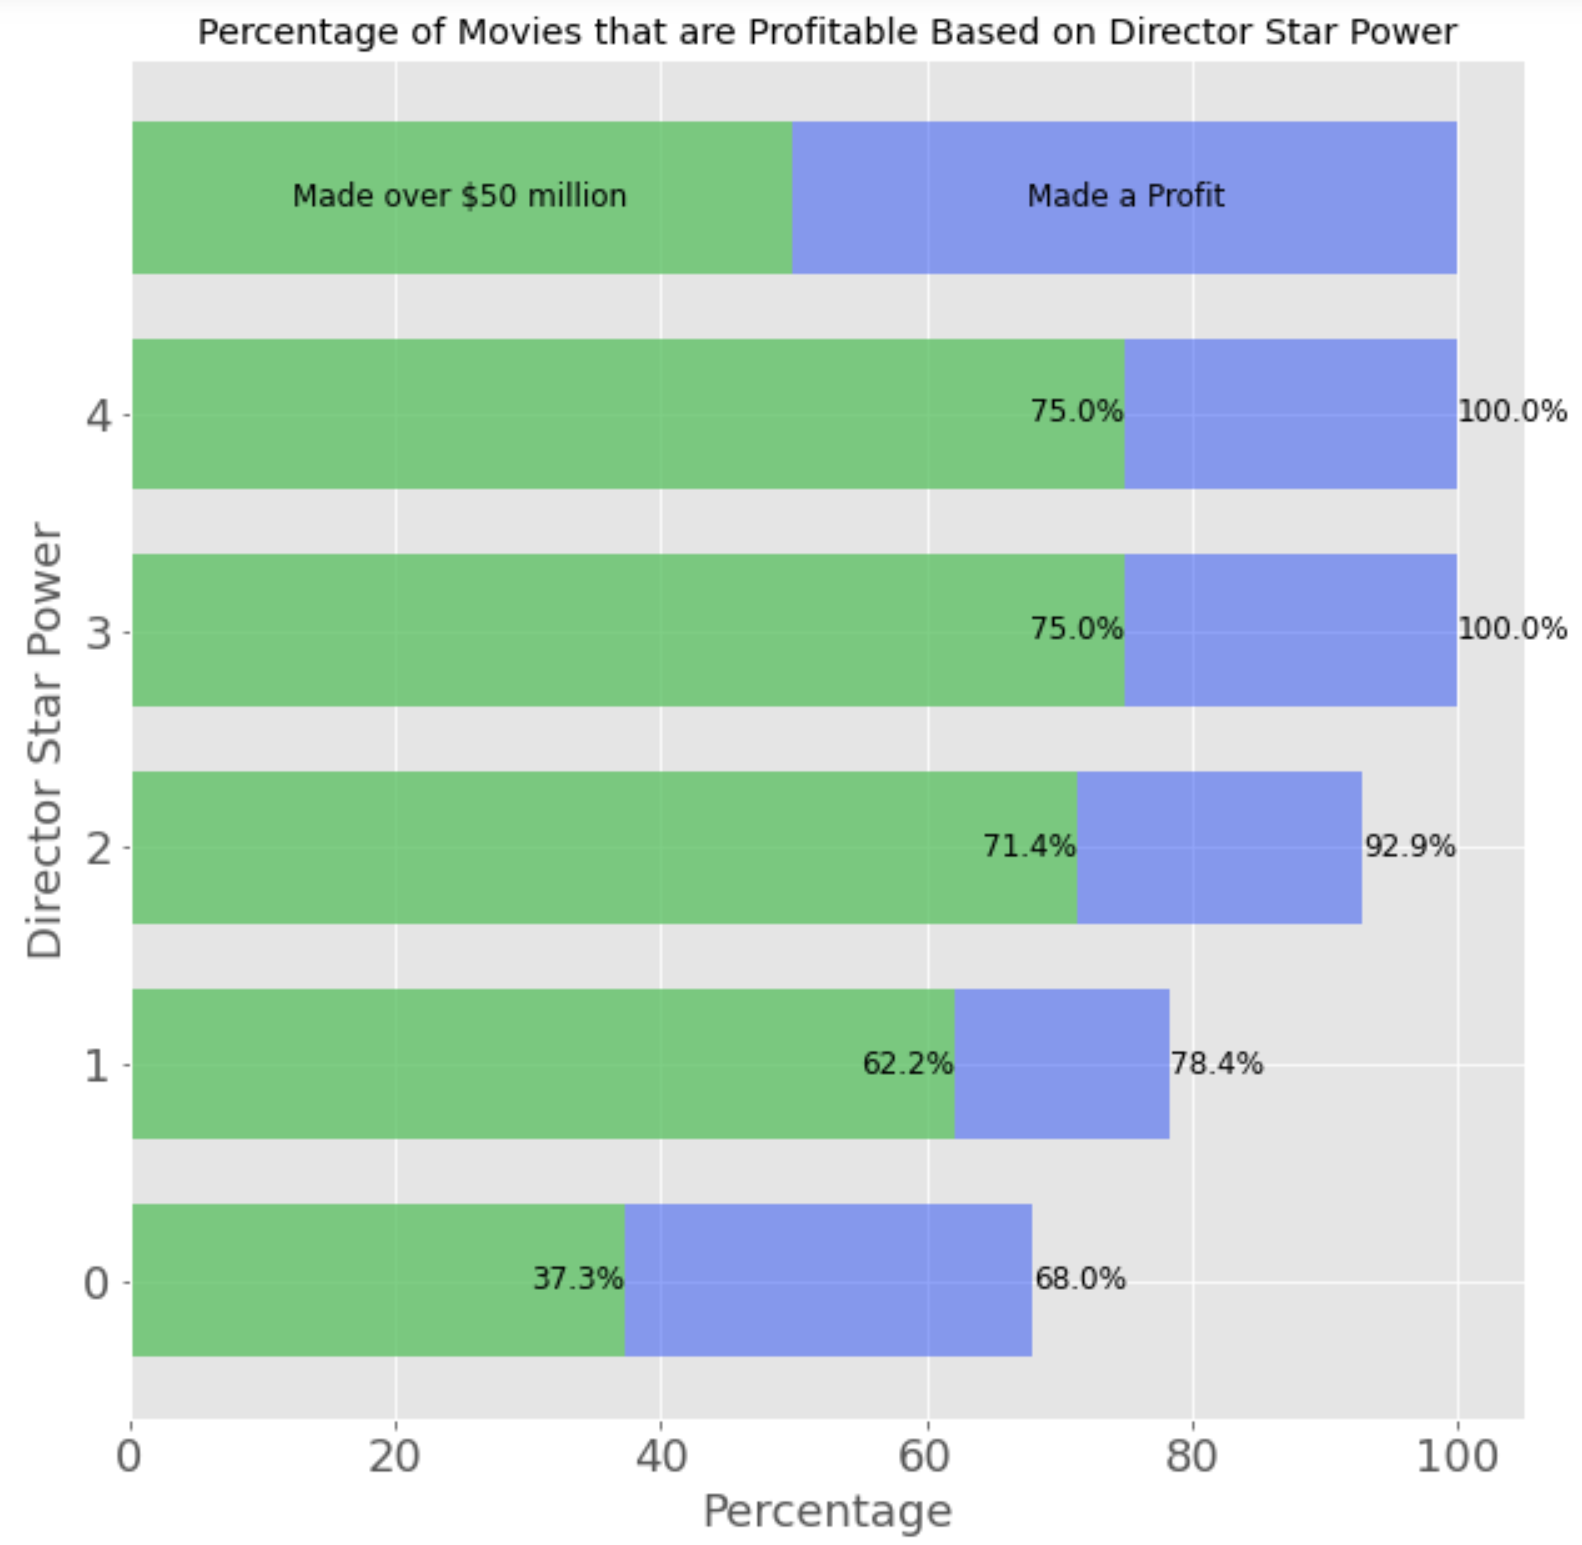 Percentage of Movies that are Profitable Based on Director Star Power
Made over $50 million Made a Profit
4 75.0% 100.0%
3 75.0% 100.0%
2 71.4% 92.9%
1 62.2% 78.4%
0 37.3% 68.0%
Director Star Power
0 20 40 60 80 100
Percentage